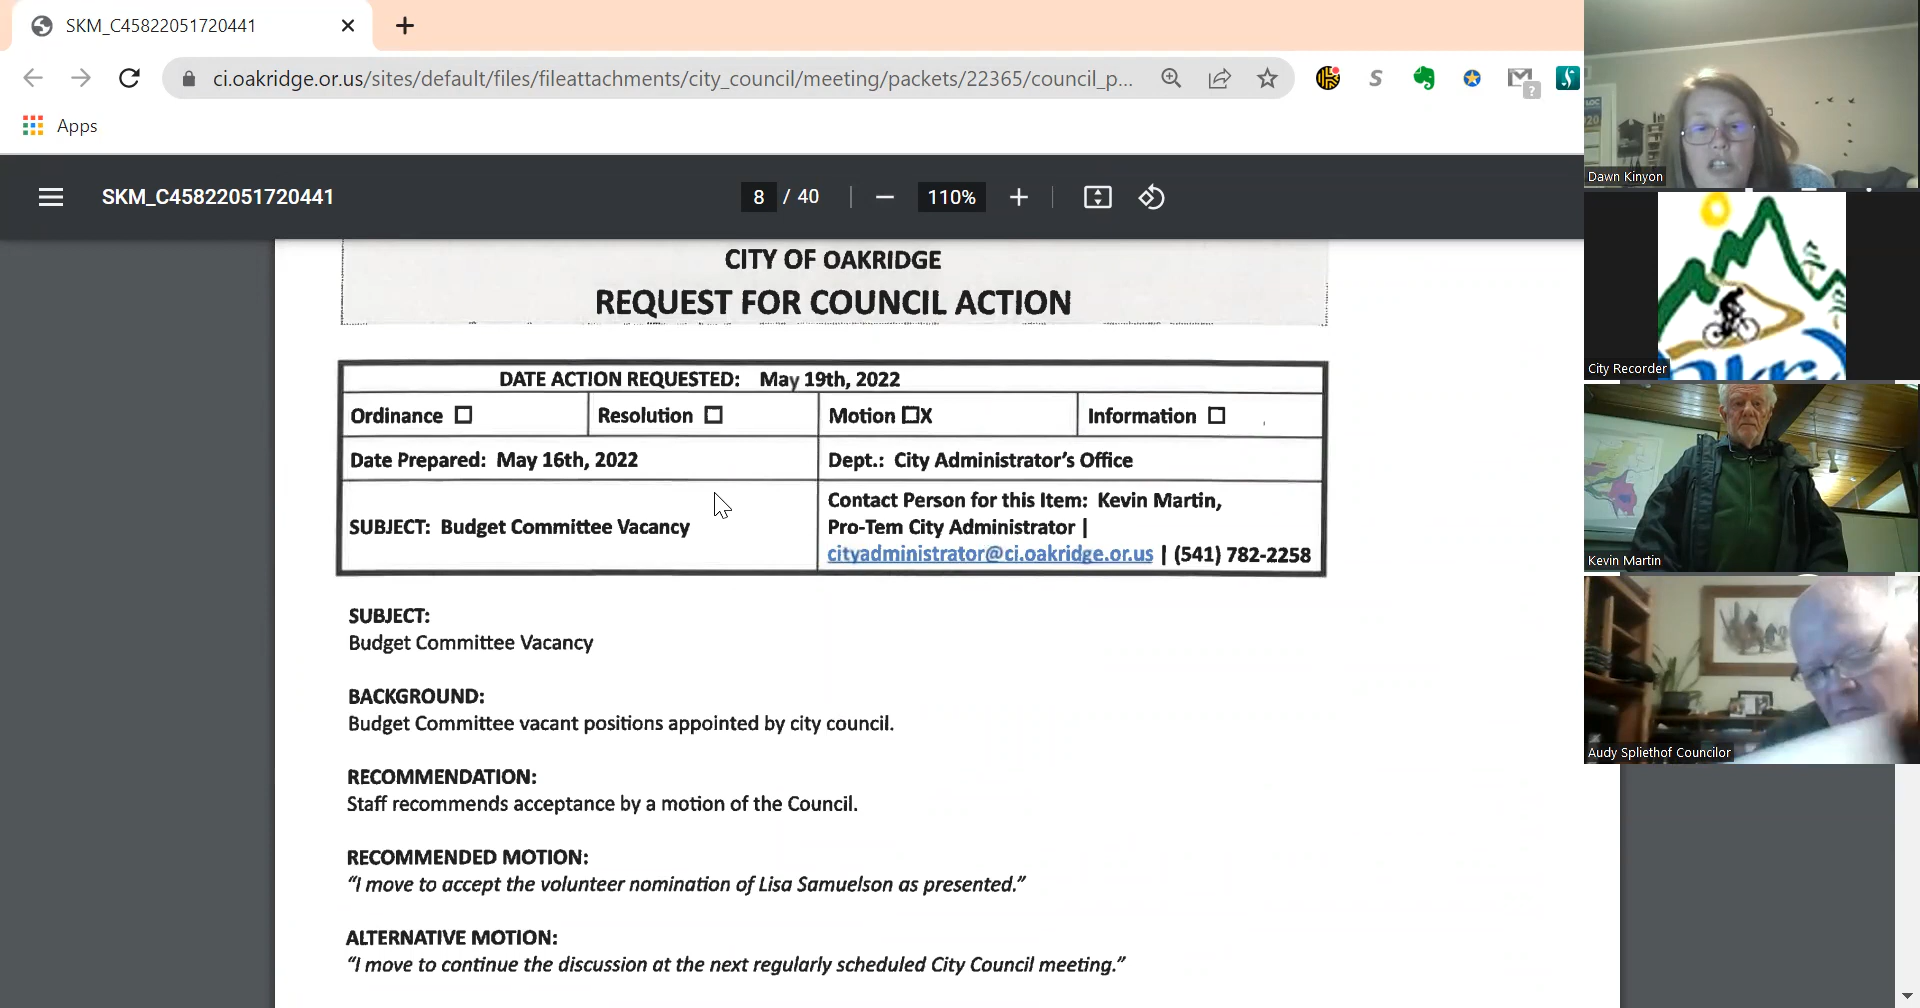 SKM_C45822051720441
ci.oakridge.or.us/sites/default/files/fileattachments/city_council/meeting/packets/22365/council_p...
Apps
SKM_C45822051720441
8 / 40
110%
CITY OF OAKRIDGE
REQUEST FOR COUNCIL ACTION
DATE ACTION REQUESTED: May 19th, 2022
Ordinance ☐ Resolution ☐ Motion ☐X Information ☐
Date Prepared: May 16th, 2022
Dept.: City Administrator's Office
SUBJECT: Budget Committee Vacancy
Contact Person for this Item: Kevin Martin,
Pro-Tem City Administrator |
cityadministrator@ci.oakridge.or.us | (541) 782-2258
SUBJECT:
Budget Committee Vacancy
BACKGROUND:
Budget Committee vacant positions appointed by city council.
RECOMMENDATION:
Staff recommends acceptance by a motion of the Council.
RECOMMENDED MOTION:
“I move to accept the volunteer nomination of Lisa Samuelson as presented.”
ALTERNATIVE MOTION:
“I move to continue the discussion at the next regularly scheduled City Council meeting.”
Dawn Kinyon
City Recorder
Kevin Martin
Audy Spliethof Councilor